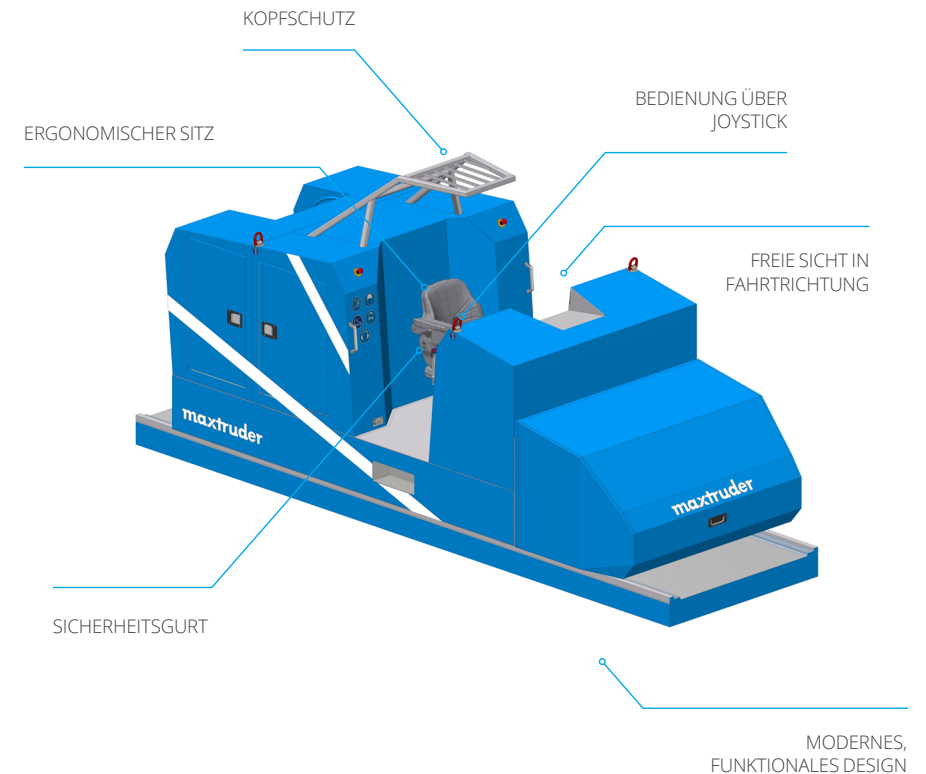 KOPFSCHUTZ
BEDIENUNG ÜBER
JOYSTICK
ERGONOMISCHER SITZ
FREIE SICHT IN
FAHRTRICHTUNG
maxtruder
maxtruder
SICHERHEITSGURT
MODERNES,
FUNKTIONALES DESIGN